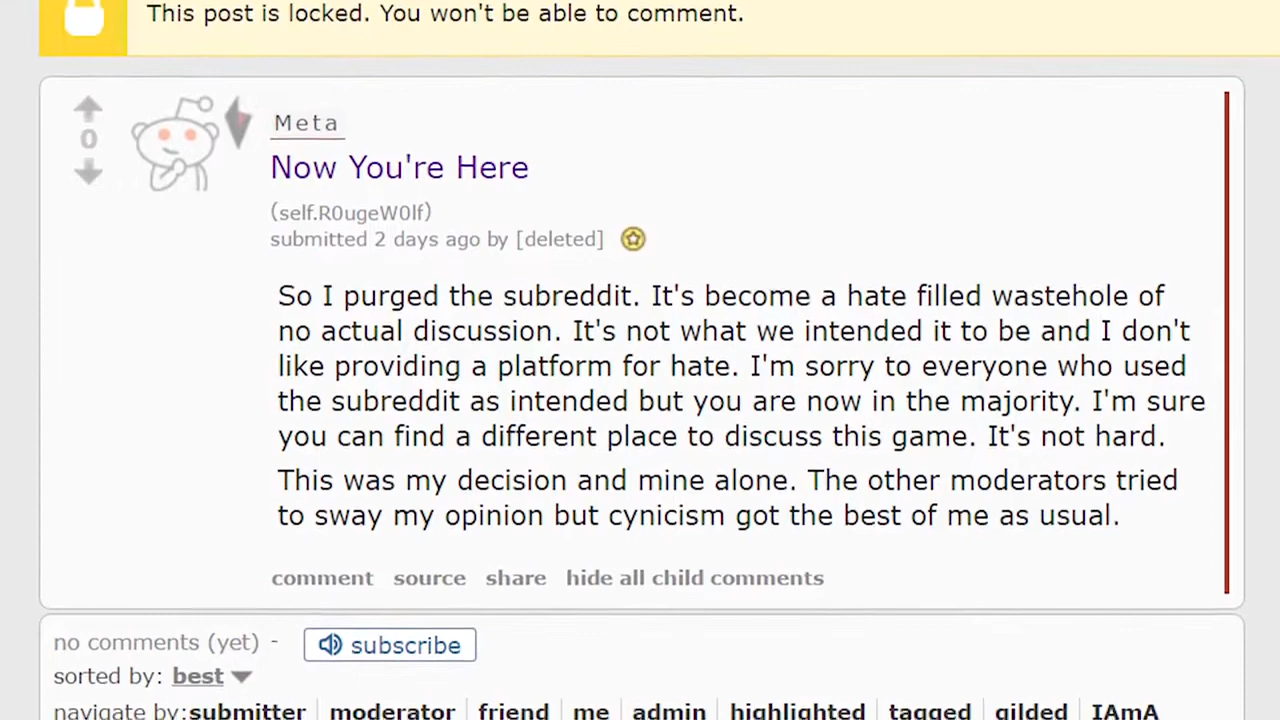 This post is locked. You won't be able to comment.
0
Meta
Now You're Here
(self.R0ugeW0lf)
submitted 2 days ago by [deleted]
So I purged the subreddit. It's become a hate filled wastehole of
no actual discussion. It's not what we intended it to be and I don't
like providing a platform for hate. I'm sorry to everyone who used
the subreddit as intended but you are now in the majority. I'm sure
you can find a different place to discuss this game. It's not hard.
This was my decision and mine alone. The other moderators tried
to sway my opinion but cynicism got the best of me as usual.
comment source share hide all child comments
no comments (yet) - subscribe
sorted by: best
navigate by: submitter moderator friend me admin highlighted tagged gilded IAmA